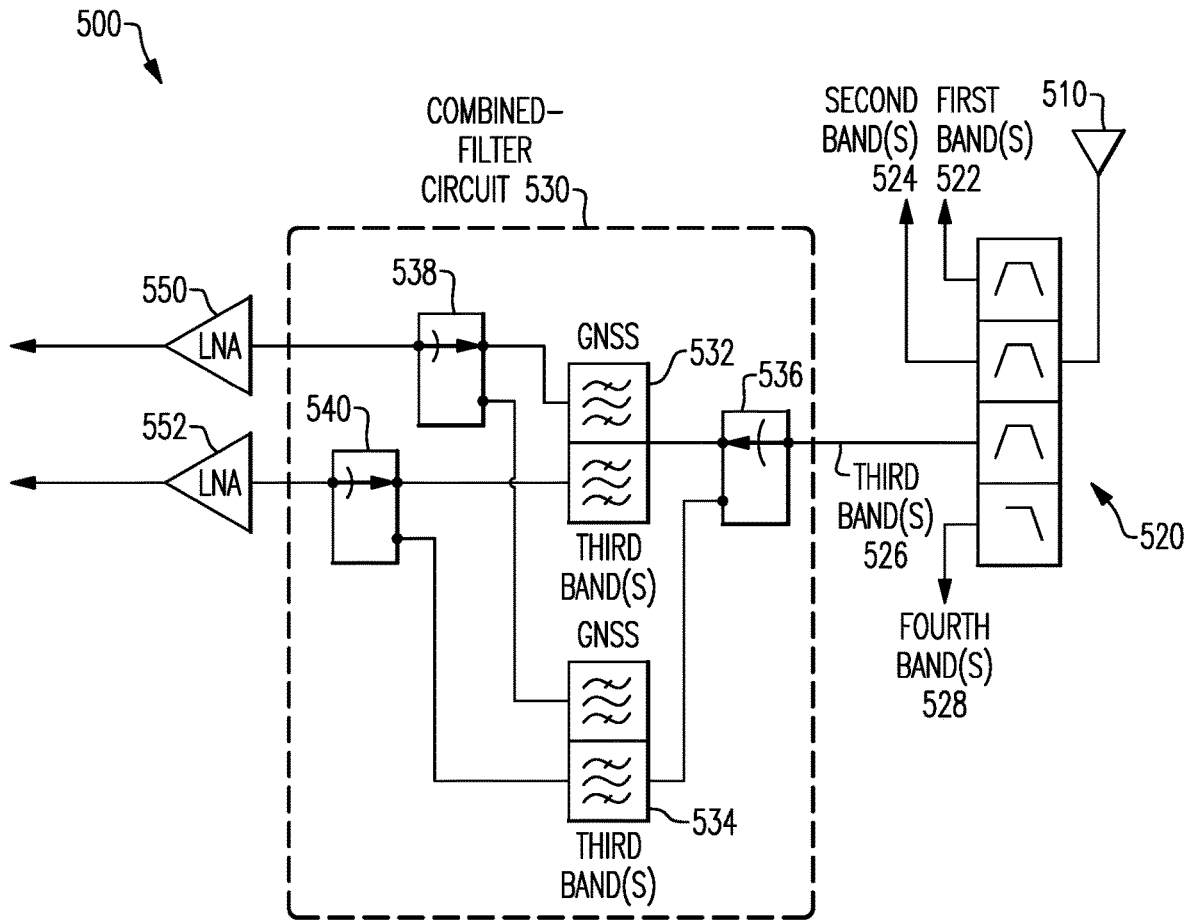 500
COMBINED-
FILTER
CIRCUIT 530
SECOND
BAND(S)
524
FIRST
BAND(S)
522
510
550
LNA
538
GNSS
532
536
552
LNA
540
THIRD
BAND(S)
THIRD
BAND(S)
526
520
GNSS
FOURTH
BAND(S)
528
534
THIRD
BAND(S)